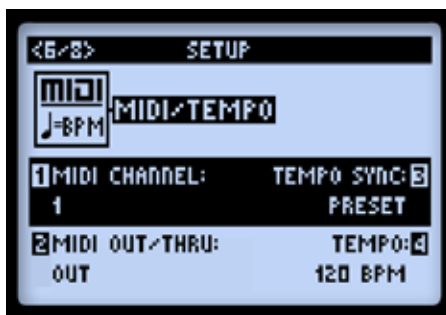 <6/8> SETUP
MIDI
♩=BPM
MIDI/TEMPO
1 MIDI CHANNEL: TEMPO SYNC: 3
1 PRESET
2 MIDI OUT/THRU: TEMPO: 4
OUT 120 BPM